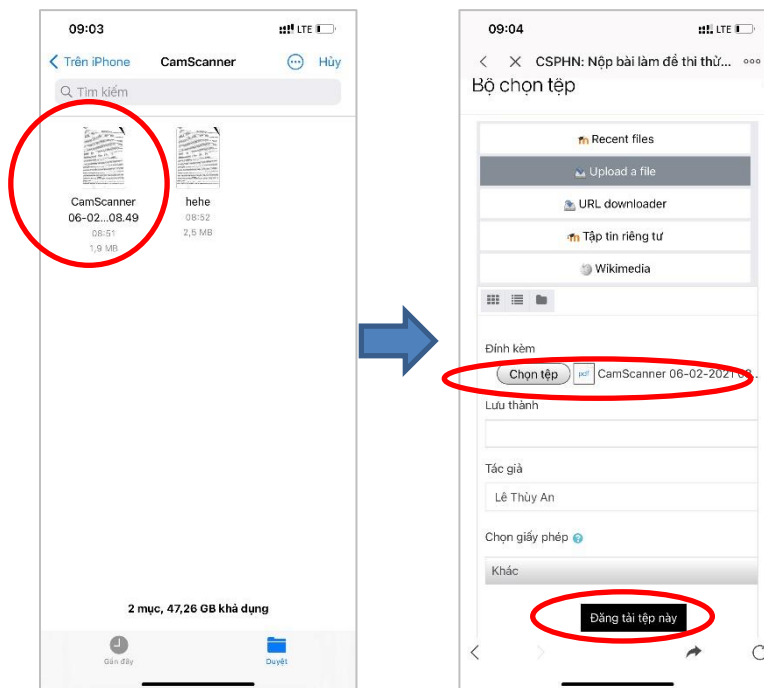 09:03
LTE
Trên iPhone
CamScanner
Hủy
Tìm kiếm
CamScanner
06-02...08.49
08:51
1,9 MB
hehe
08:52
2,5 MB
2 mục, 47,26 GB khả dụng
Gần đây
Duyệt
09:04
LTE
CSPHN: Nộp bài làm đề thi thử...
Bộ chọn tệp
Recent files
Upload a file
URL downloader
Tập tin riêng tư
Wikimedia
Đính kèm
Chọn tệp
pdf
CamScanner 06-02-2021 08...
Lưu thành
Tác giả
Lê Thùy An
Chọn giấy phép
Khác
Đăng tải tệp này